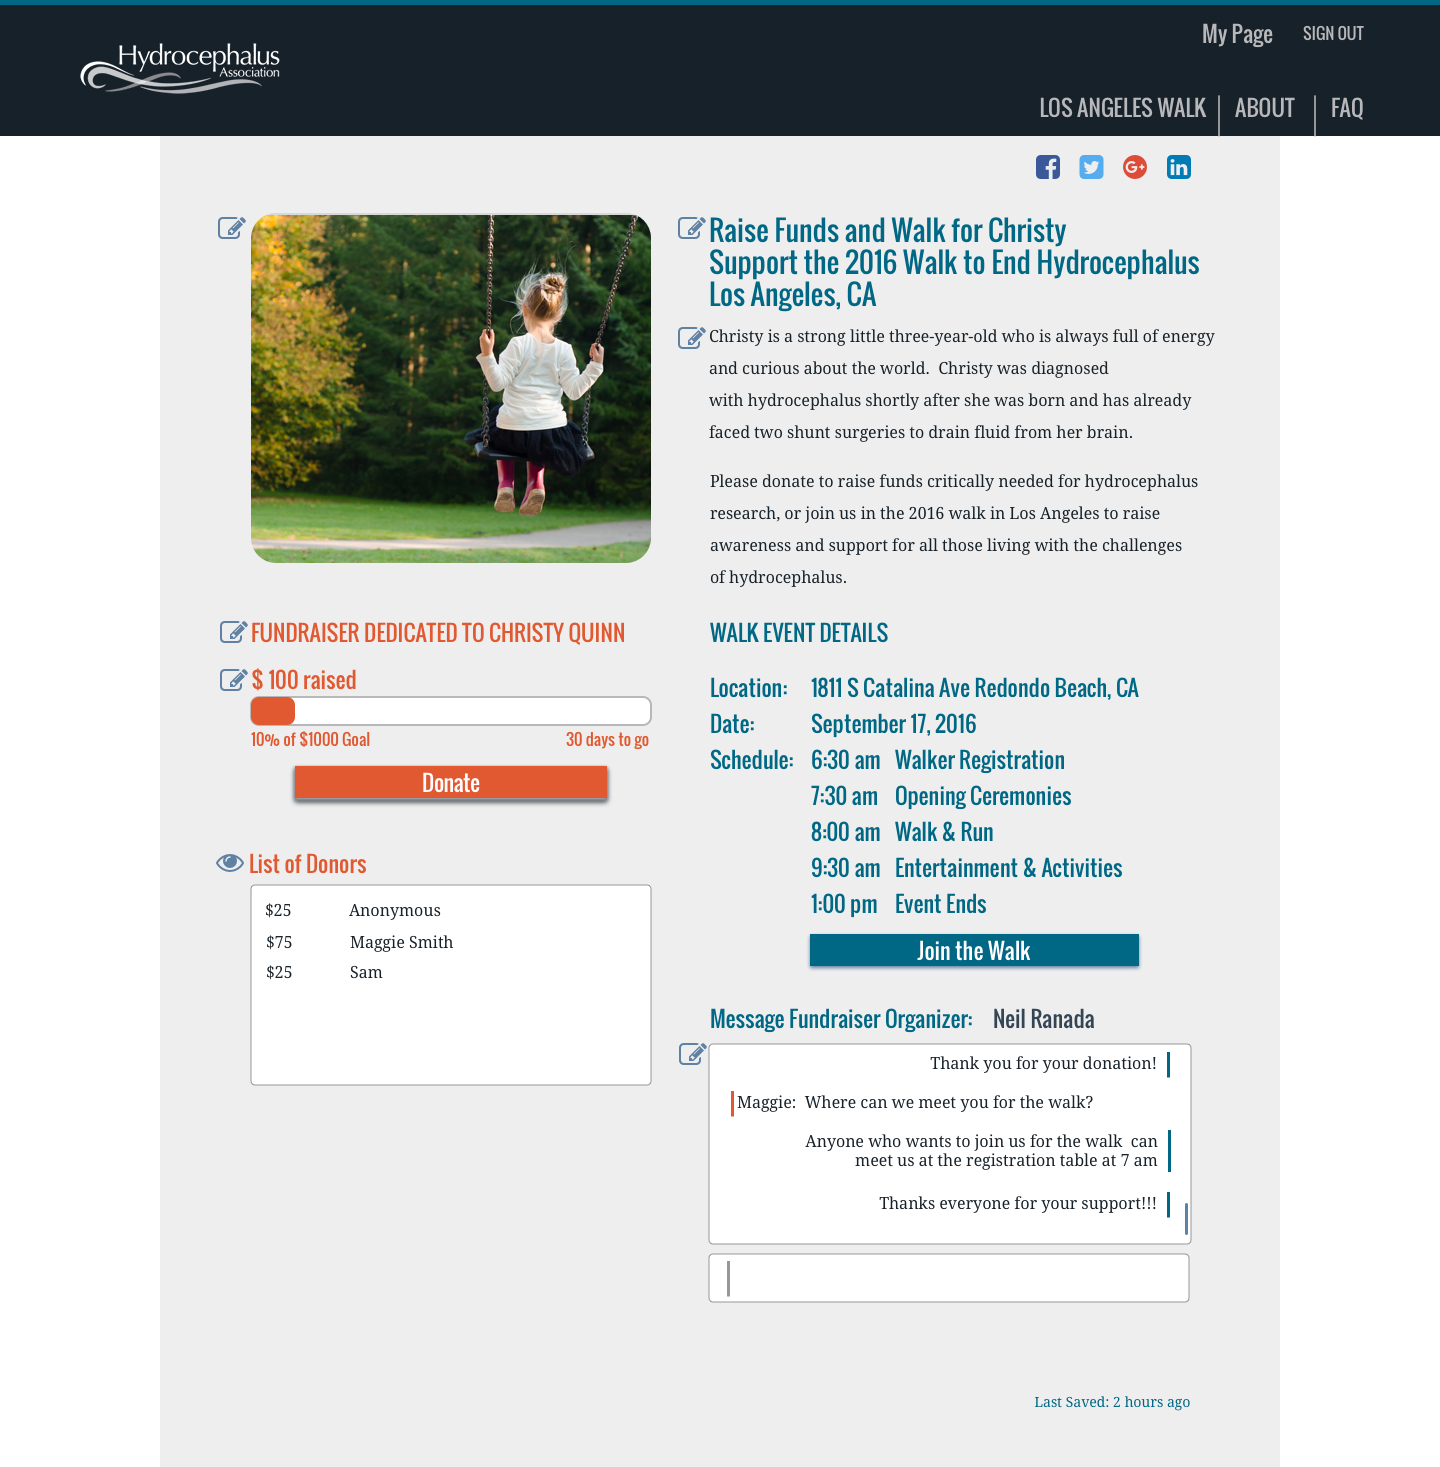 Hydrocephalus
Association
My Page
SIGN OUT
LOS ANGELES WALK
ABOUT
FAQ
Raise Funds and Walk for Christy
Support the 2016 Walk to End Hydrocephalus
Los Angeles, CA
Christy is a strong little three-year-old who is always full of energy
and curious about the world.  Christy was diagnosed
with hydrocephalus shortly after she was born and has already
faced two shunt surgeries to drain fluid from her brain.
Please donate to raise funds critically needed for hydrocephalus
research, or join us in the 2016 walk in Los Angeles to raise
awareness and support for all those living with the challenges
of hydrocephalus.
FUNDRAISER DEDICATED TO CHRISTY QUINN
$ 100 raised
10% of $1000 Goal
30 days to go
Donate
List of Donors
$25 Anonymous
$75 Maggie Smith
$25 Sam
WALK EVENT DETAILS
Location: 1811 S Catalina Ave Redondo Beach, CA
Date: September 17, 2016
Schedule: 6:30 am Walker Registration
7:30 am Opening Ceremonies
8:00 am Walk & Run
9:30 am Entertainment & Activities
1:00 pm Event Ends
Join the Walk
Message Fundraiser Organizer: Neil Ranada
Thank you for your donation!
Maggie:  Where can we meet you for the walk?
Anyone who wants to join us for the walk  can
meet us at the registration table at 7 am
Thanks everyone for your support!!!
Last Saved: 2 hours ago